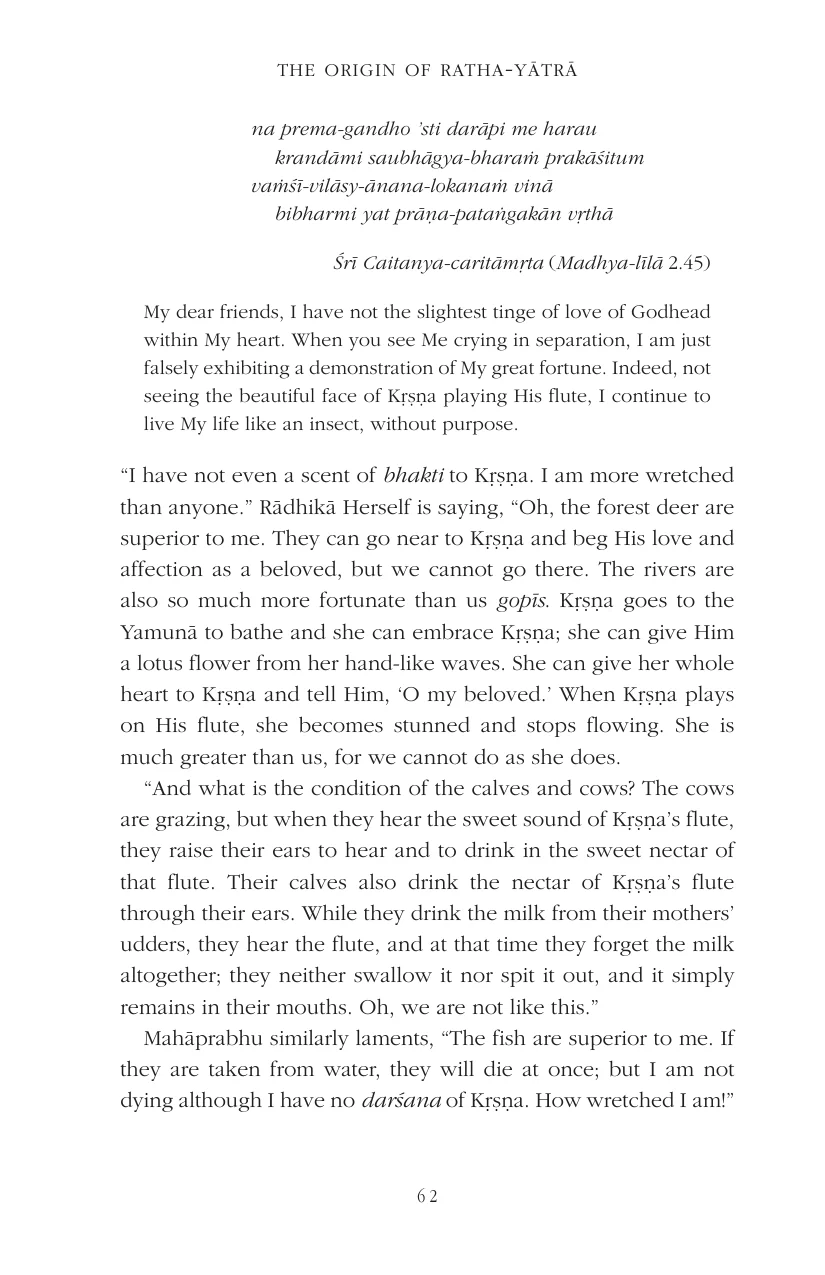 THE ORIGIN OF RATHA-YĀTRĀ
na prema-gandho ’sti darāpi me harau
krandāmi saubhāgya-bharaṁ prakāśitum
vaṁśī-vilāsy-ānana-lokanaṁ vinā
bibharmi yat prāṇa-pataṅgakān vṛthā
Śrī Caitanya-caritāmṛta (Madhya-līlā 2.45)
My dear friends, I have not the slightest tinge of love of Godhead
within My heart. When you see Me crying in separation, I am just
falsely exhibiting a demonstration of My great fortune. Indeed, not
seeing the beautiful face of Kṛṣṇa playing His flute, I continue to
live My life like an insect, without purpose.
“I have not even a scent of bhakti to Kṛṣṇa. I am more wretched
than anyone.” Rādhikā Herself is saying, “Oh, the forest deer are
superior to me. They can go near to Kṛṣṇa and beg His love and
affection as a beloved, but we cannot go there. The rivers are
also so much more fortunate than us gopīs. Kṛṣṇa goes to the
Yamunā to bathe and she can embrace Kṛṣṇa; she can give Him
a lotus flower from her hand-like waves. She can give her whole
heart to Kṛṣṇa and tell Him, ‘O my beloved.’ When Kṛṣṇa plays
on His flute, she becomes stunned and stops flowing. She is
much greater than us, for we cannot do as she does.
“And what is the condition of the calves and cows? The cows
are grazing, but when they hear the sweet sound of Kṛṣṇa’s flute,
they raise their ears to hear and to drink in the sweet nectar of
that flute. Their calves also drink the nectar of Kṛṣṇa’s flute
through their ears. While they drink the milk from their mothers’
udders, they hear the flute, and at that time they forget the milk
altogether; they neither swallow it nor spit it out, and it simply
remains in their mouths. Oh, we are not like this.”
Mahāprabhu similarly laments, “The fish are superior to me. If
they are taken from water, they will die at once; but I am not
dying although I have no darśana of Kṛṣṇa. How wretched I am!”
62